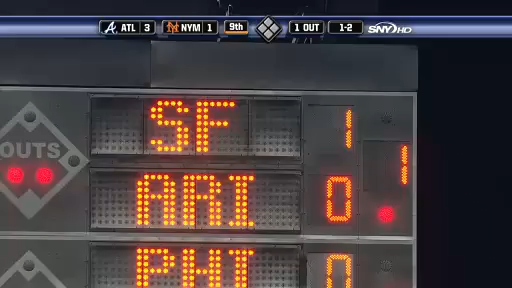 ATL 3 NYM 1 9th 1 OUT 1-2 SNY HD
SF 1
OUTS 1
ARI 0
PHI 0